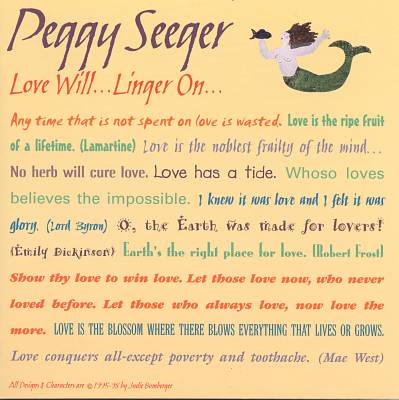 Peggy Seeger
Love Will...Linger On...
Any time that is not spent on love is wasted. Love is the ripe fruit
of a lifetime. (Lamartine) Love is the noblest frailty of the mind...
No herb will cure love. Love has a tide. Whoso loves
believes the impossible. I knew it was love and I felt it was
glory. (Lord Byron) O, the Earth was made for lovers!
(Emily Dickinson) Earth's the right place for love. (Robert Frost)
Show thy love to win love. Let those love now, who never
loved before. Let those who always love, now love the
more. LOVE IS THE BLOSSOM WHERE THERE BLOWS EVERYTHING THAT LIVES OR GROWS.
Love conquers all-except poverty and toothache. (Mae West)
All Designs & Characters are © 1995-98 by Jodie Bomberger